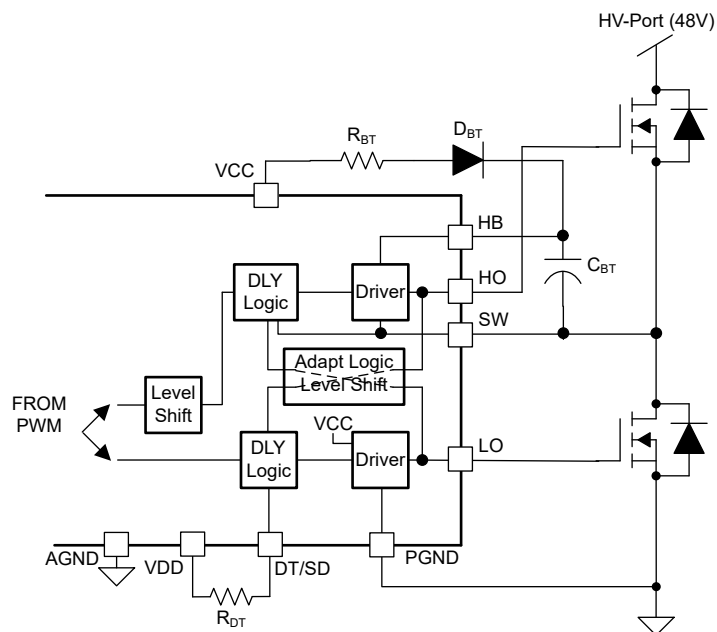 HV-Port (48V)
R_BT
D_BT
VCC
HB
C_BT
HO
SW
DLY
Logic
Driver
Adapt Logic
Level Shift
Level
Shift
FROM
PWM
VCC
DLY
Logic
Driver
LO
AGND
VDD
DT/SD
PGND
R_DT